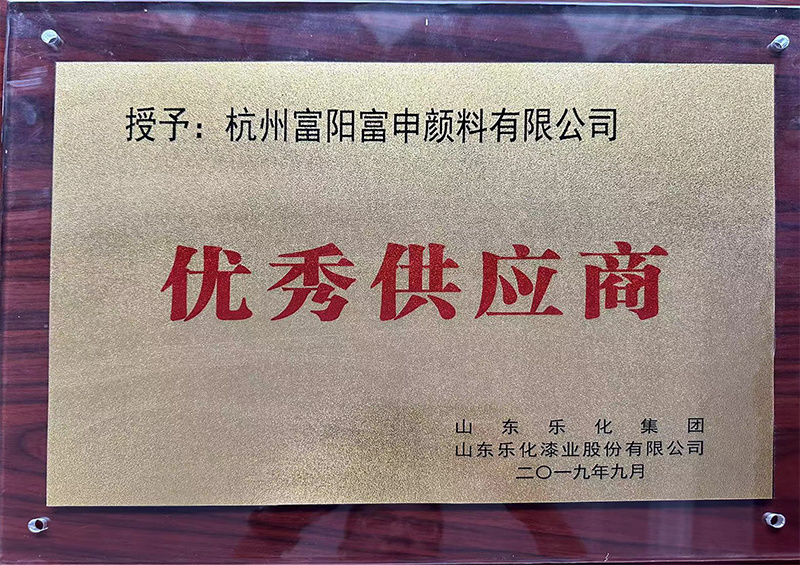 授予：杭州富阳富申颜料有限公司
优秀供应商
山东乐化集团
山东乐化漆业股份有限公司
二〇一九年九月